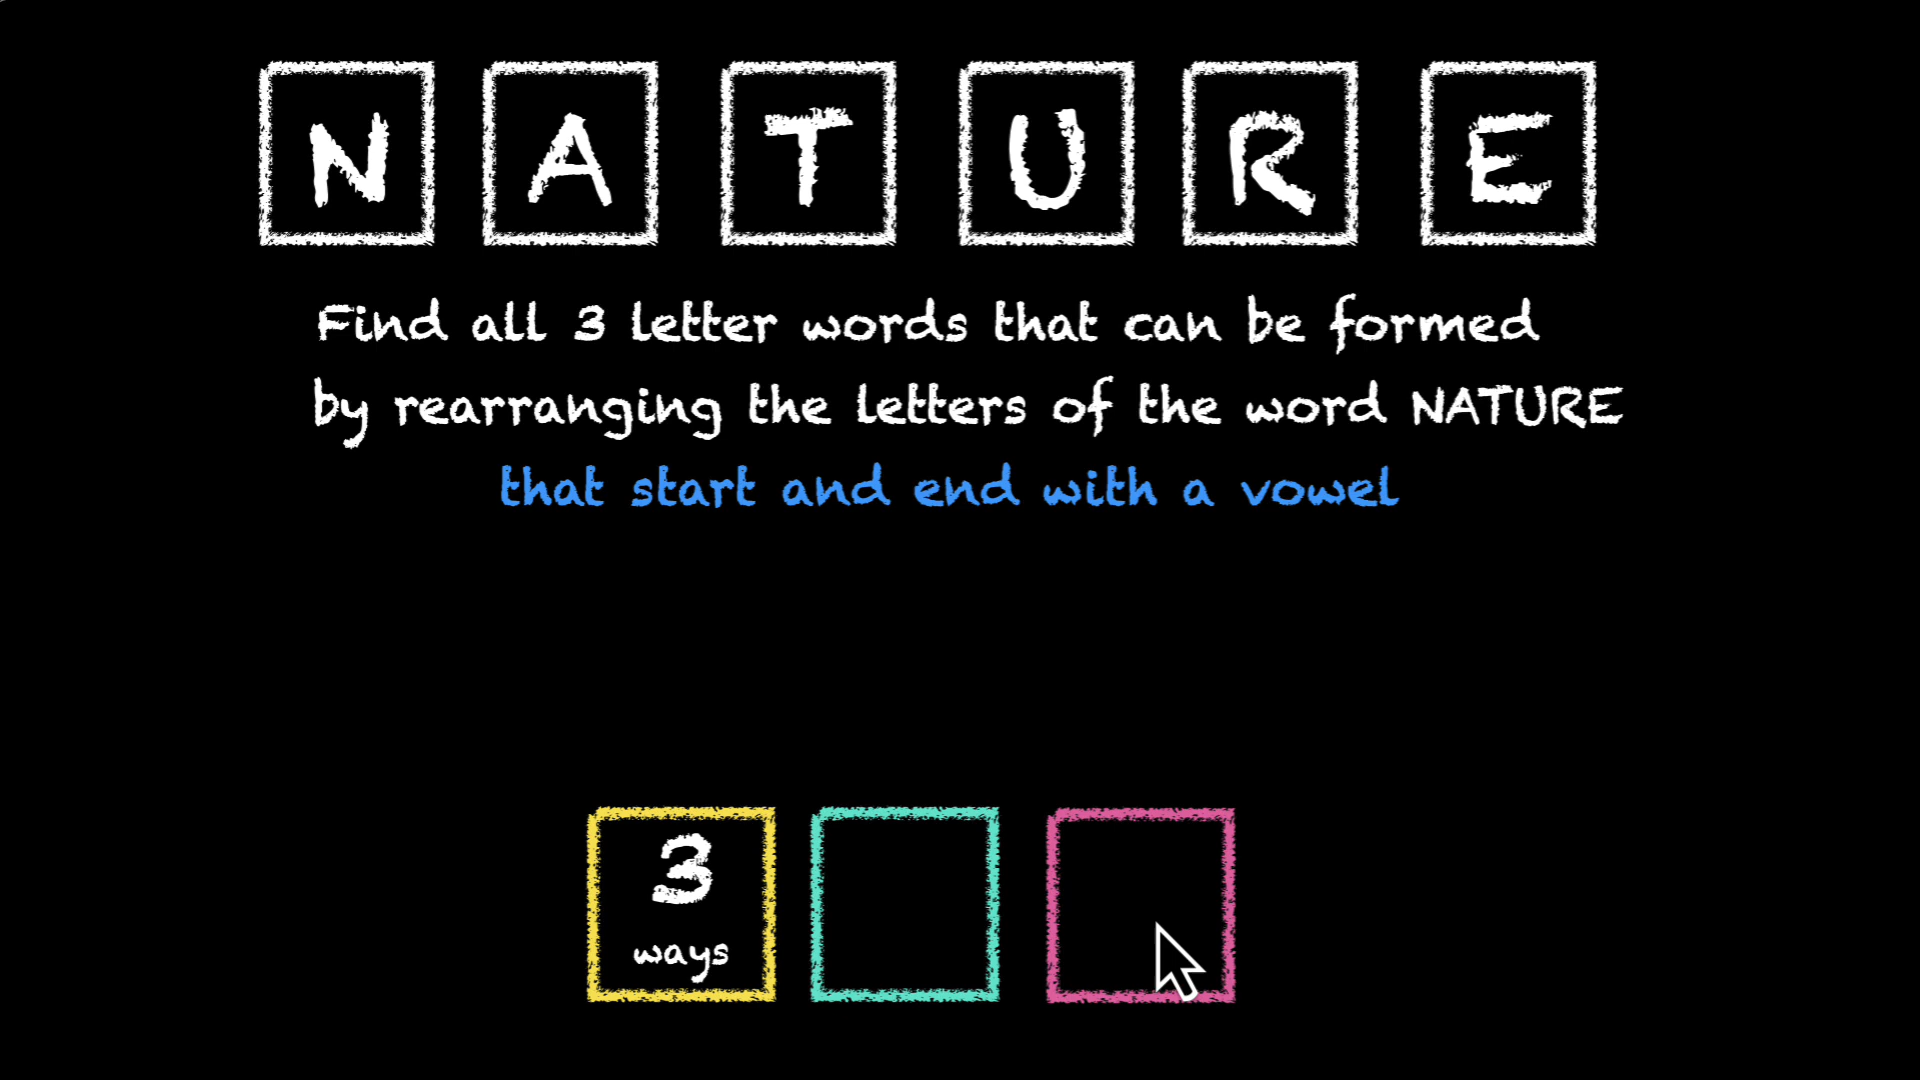 N A T U R E
Find all 3 letter words that can be formed
by rearranging the letters of the word NATURE
that start and end with a vowel
3
ways